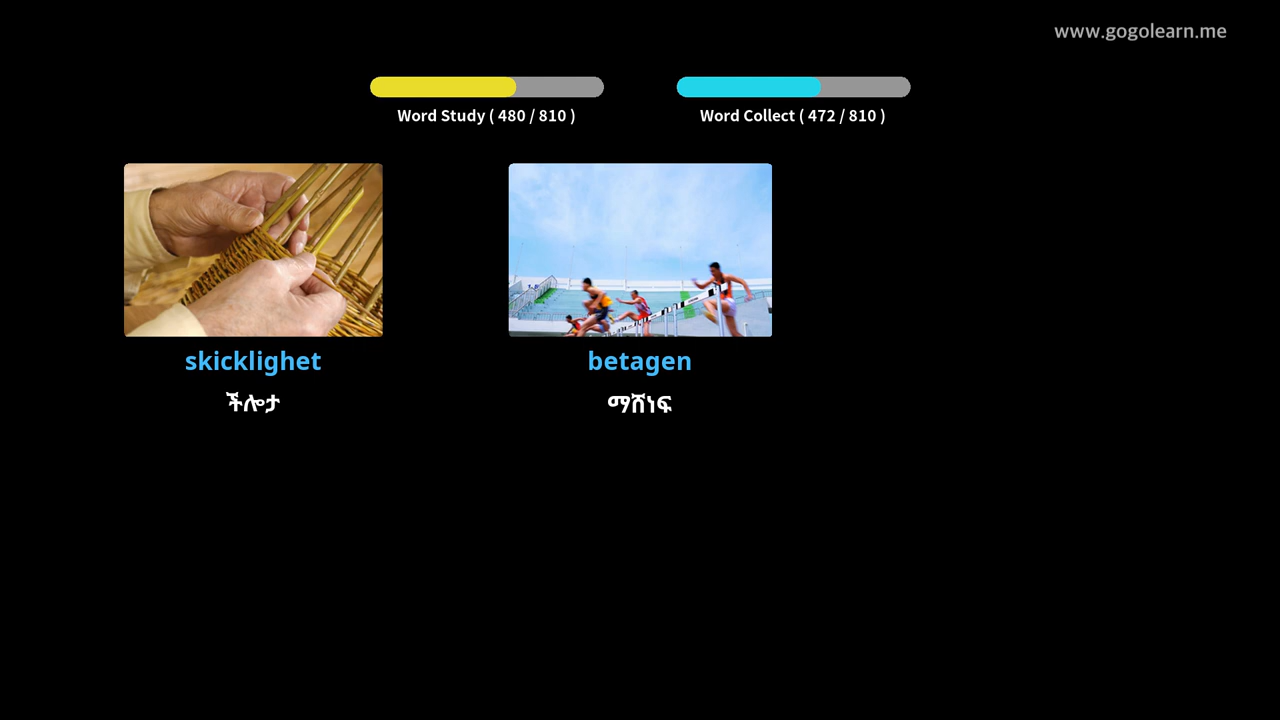 www.gogolearn.me
Word Study ( 480 / 810 )
Word Collect ( 472 / 810 )
skicklighet
betagen
ችሎታ
ማሸነፍ